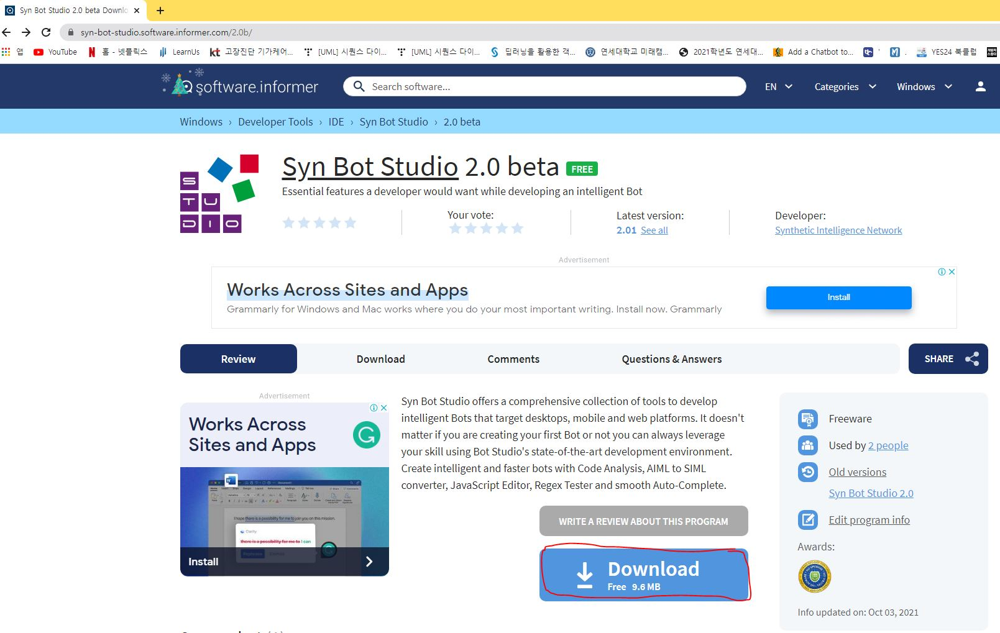 Syn Bot Studio 2.0 beta Downlo
syn-bot-studio.software.informer.com/2.0b/
앱 YouTube 홈 - 넷플릭스 LearnUs kt 고장진단 기가케어... [UML] 시퀀스 다이... [UML] 시퀀스 다이... 딥러닝을 활용한 객... 연세대학교 미래캠... 2021학년도 연세대... Add a Chatbot to... YES24 북클럽
software.informer
Search software...
EN Categories Windows
Windows › Developer Tools › IDE › Syn Bot Studio › 2.0 beta
STUDIO
Syn Bot Studio 2.0 beta FREE
Essential features a developer would want while developing an intelligent Bot
Your vote:
Latest version:
2.01 See all
Developer:
Synthetic Intelligence Network
Advertisement
Works Across Sites and Apps
Grammarly for Windows and Mac works where you do your most important writing. Install now. Grammarly
Install
Review Download Comments Questions & Answers SHARE
Advertisement
Works Across
Sites and Apps
I hope there is a possibility for me to join you on this mission.
Clarity
there is a possibility for me to I can
Rephrase Dismiss
Install
Syn Bot Studio offers a comprehensive collection of tools to develop
intelligent Bots that target desktops, mobile and web platforms. It doesn't
matter if you are creating your first Bot or not you can always leverage
your skill using Bot Studio's state-of-the-art development environment.
Create intelligent and faster bots with Code Analysis, AIML to SIML
converter, JavaScript Editor, Regex Tester and smooth Auto-Complete.
WRITE A REVIEW ABOUT THIS PROGRAM
Download
Free 9.6 MB
Freeware
Used by 2 people
Old versions
Syn Bot Studio 2.0
Edit program info
Awards:
Info updated on: Oct 03, 2021